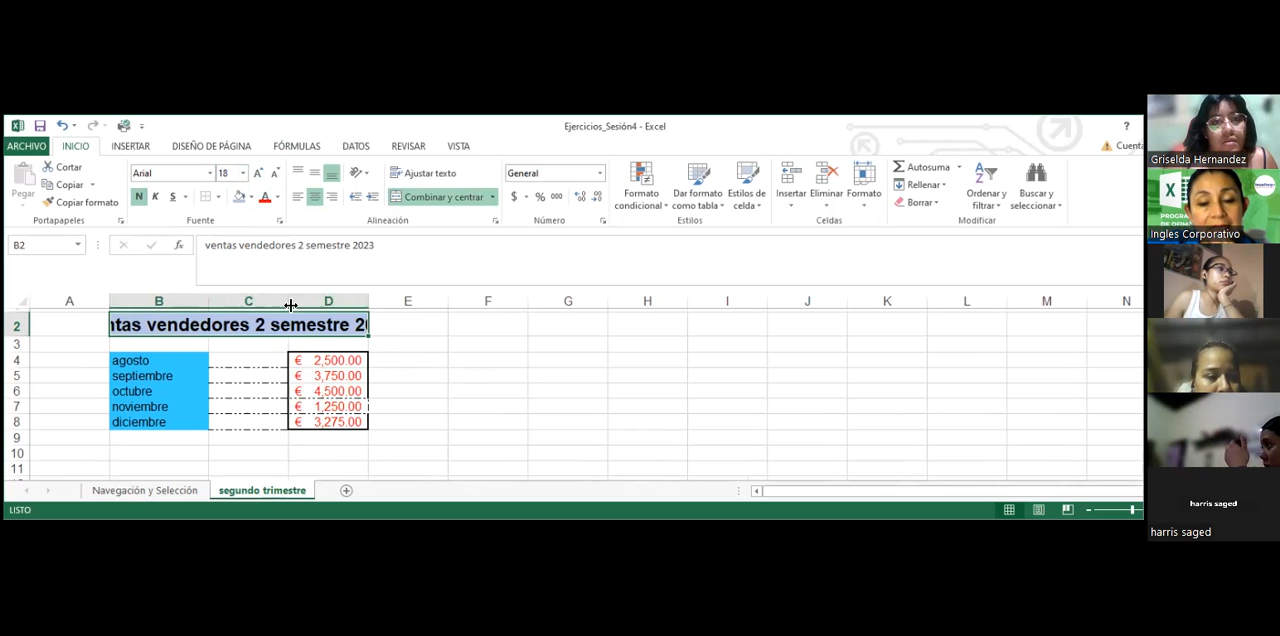 Ejercicios_Sesión4 - Excel
?
ARCHIVO INICIO INSERTAR DISEÑO DE PÁGINA FÓRMULAS DATOS REVISAR VISTA
Cuenta
Pegar
Cortar
Copiar
Copiar formato
Portapapeles
Arial 18 A A
N K S A
Fuente
Ajustar texto
Combinar y centrar
Alineación
General
$ % 000
Número
Formato condicional
Dar formato como tabla
Estilos de celda
Estilos
Insertar Eliminar Formato
Celdas
Autosuma
Rellenar
Borrar
Ordenar y filtrar
Buscar y seleccionar
Modificar
B2 fx ventas vendedores 2 semestre 2023
A B C D E F G H I J K L M N
2 ntas vendedores 2 semestre 20
3
4 agosto € 2,500.00
5 septiembre € 3,750.00
6 octubre € 4,500.00
7 noviembre € 1,250.00
8 diciembre € 3,275.00
9
10
11
Navegación y Selección segundo trimestre
LISTO
Griselda Hernandez
X
Ingles Corporativo
harris saged
harris saged